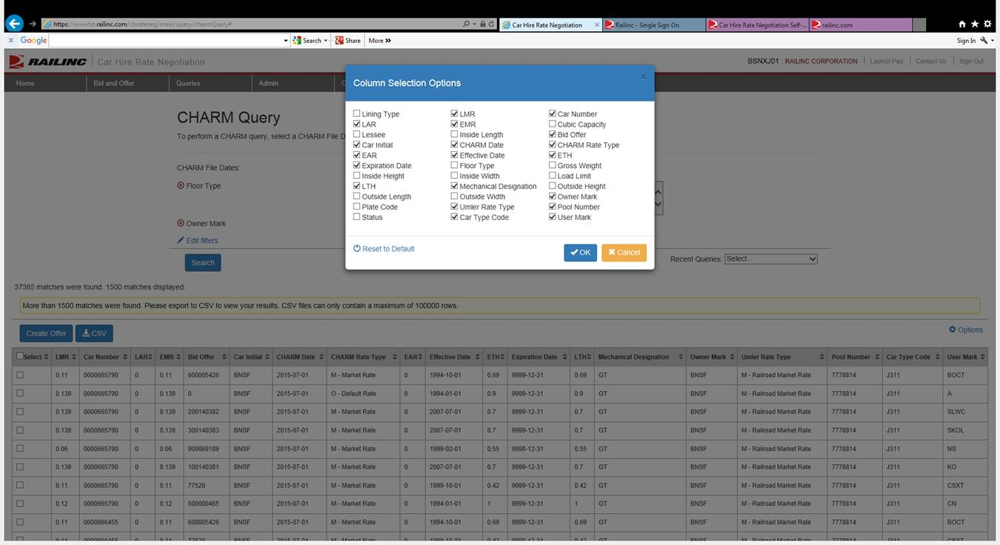 https://wwwtst.railinc.com/chrateneg/main/query/charmQuery#
Car Hire Rate Negotiation
Railinc - Single Sign On
Car Hire Rate Negotiation Self-...
railinc.com
x Google Search Share More » Sign In
RAILINC Car Hire Rate Negotiation
BSNXJ01 : RAILINC CORPORATION Launch Pad Contact Us Sign Out
Home Bid and Offer Queries Admin
CHARM Query
To perform a CHARM query, select a CHARM File D
CHARM File Dates:
Floor Type
Owner Mark
Edit filters
Search
Recent Queries: Select...
Column Selection Options
Lining Type LMR Car Number
LAR EMR Cubic Capacity
Lessee Inside Length Bid Offer
Car Initial CHARM Date CHARM Rate Type
EAR Effective Date ETH
Expiration Date Floor Type Gross Weight
Inside Height Inside Width Load Limit
LTH Mechanical Designation Outside Height
Outside Length Outside Width Owner Mark
Plate Code Umler Rate Type Pool Number
Status Car Type Code User Mark
Reset to Default OK Cancel
37385 matches were found. 1500 matches displayed.
More than 1500 matches were found. Please export to CSV to view your results. CSV files can only contain a maximum of 100000 rows.
Create Offer CSV Options
Select LMR Car Number LAR EMR Bid Offer Car Initial CHARM Date CHARM Rate Type EAR Effective Date ETH Expiration Date LTH Mechanical Designation Owner Mark Umler Rate Type Pool Number Car Type Code User Mark
0.11 0000665790 0 0.11 600005426 BNSF 2015-07-01 M - Market Rate 0 1994-10-01 0.69 9999-12-31 0.69 GT BNSF M - Railroad Market Rate 7778814 J311 BOCT
0.139 0000665790 0 0.139 0 BNSF 2015-07-01 O - Default Rate 0 1994-01-01 0.9 9999-12-31 0.9 GT BNSF M - Railroad Market Rate 7778814 J311 A
0.139 0000665790 0 0.139 200140382 BNSF 2015-07-01 M - Market Rate 0 2007-07-01 0.7 9999-12-31 0.7 GT BNSF M - Railroad Market Rate 7778814 J311 SLWC
0.139 0000665790 0 0.139 300140383 BNSF 2015-07-01 M - Market Rate 0 2007-07-01 0.7 9999-12-31 0.7 GT BNSF M - Railroad Market Rate 7778814 J311 SKOL
0.06 0000665790 0 0.06 900069189 BNSF 2015-07-01 M - Market Rate 0 1999-02-01 0.55 9998-12-31 0.55 GT BNSF M - Railroad Market Rate 7778814 J311 NS
0.139 0000665790 0 0.139 100140381 BNSF 2015-07-01 M - Market Rate 0 2007-07-01 0.7 9999-12-31 0.7 GT BNSF M - Railroad Market Rate 7778814 J311 KO
0.11 0000665790 0 0.11 77520 BNSF 2015-07-01 M - Market Rate 0 1999-10-01 0.42 9999-12-31 0.42 GT BNSF M - Railroad Market Rate 7778814 J311 CSXT
0.12 0000665790 0 0.12 500000465 BNSF 2015-07-01 M - Market Rate 0 1994-01-01 1 9999-12-31 1 GT BNSF M - Railroad Market Rate 7778814 J311 CN
0.11 0000666455 0 0.11 600005426 BNSF 2015-07-01 M - Market Rate 0 1994-10-01 0.69 9999-12-31 0.69 GT BNSF M - Railroad Market Rate 7778814 J311 BOCT